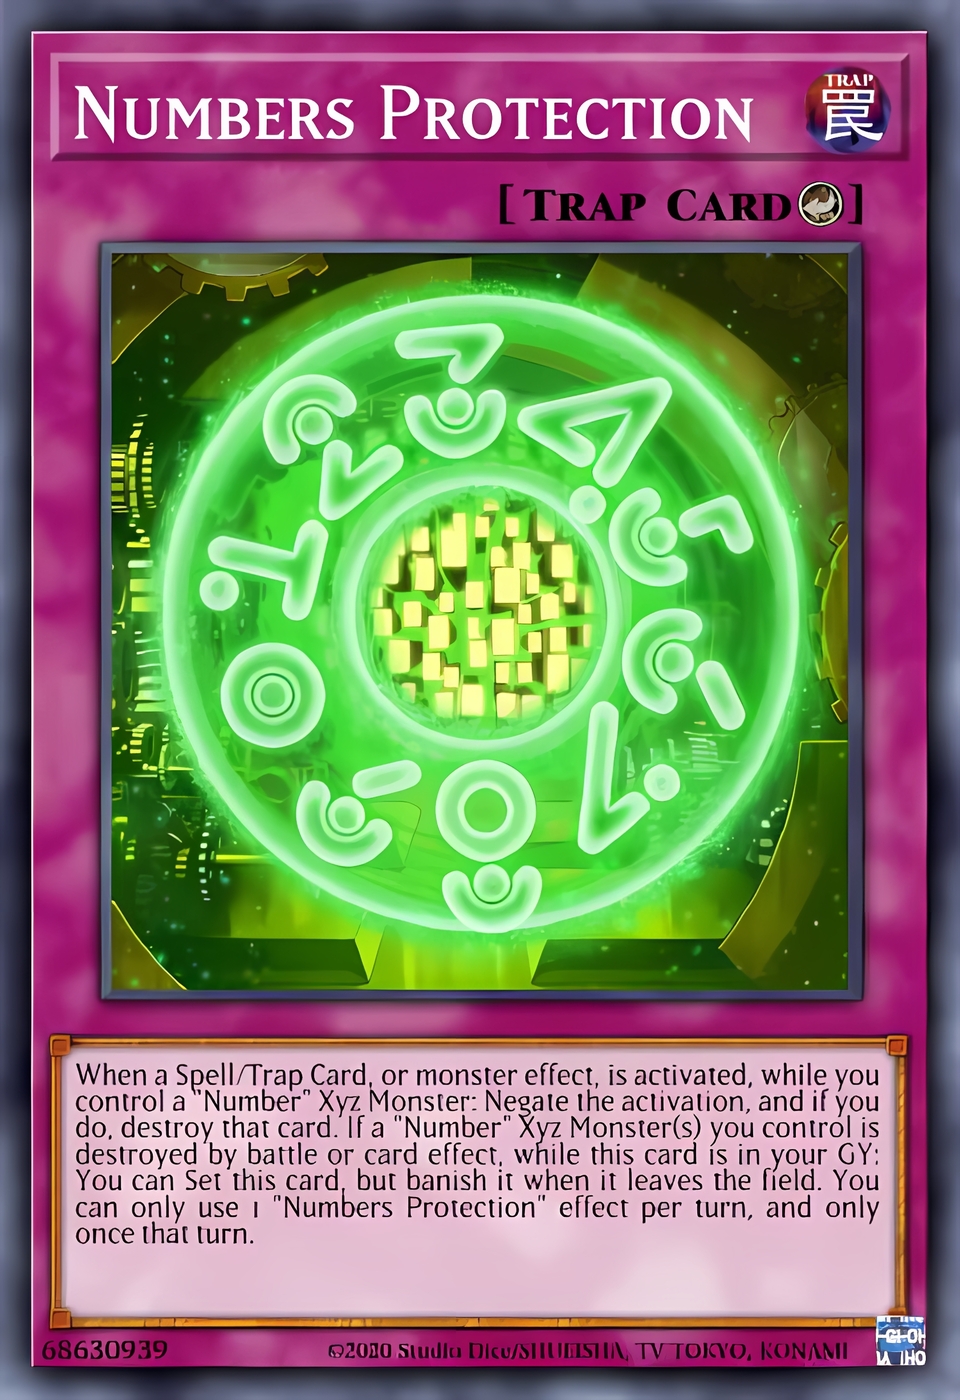 NUMBERS PROTECTION
TRAP
罠
[TRAP CARD]
When a Spell/Trap Card, or monster effect, is activated, while you
control a "Number" Xyz Monster: Negate the activation, and if you
do, destroy that card. If a "Number" Xyz Monster(s) you control is
destroyed by battle or card effect, while this card is in your GY:
You can Set this card, but banish it when it leaves the field. You
can only use 1 "Numbers Protection" effect per turn, and only
once that turn.
68630939
©2020 Studio Dice/SHUEISHA, TV TOKYO, KONAMI